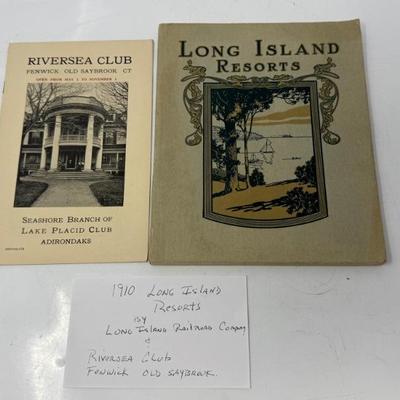 RIVERSEA CLUB
FENWICK OLD SAYBROOK CT
OPEN FROM MAY 1 TO NOVEMBER 1
SEASHORE BRANCH OF
LAKE PLACID CLUB
ADIRONDAKS
LONG ISLAND
RESORTS
1910 LONG ISLAND
RESORTS
BY
LONG ISLAND RAILROAD COMPANY
&
RIVERSEA CLUB
FENWICK OLD SAYBROOK.